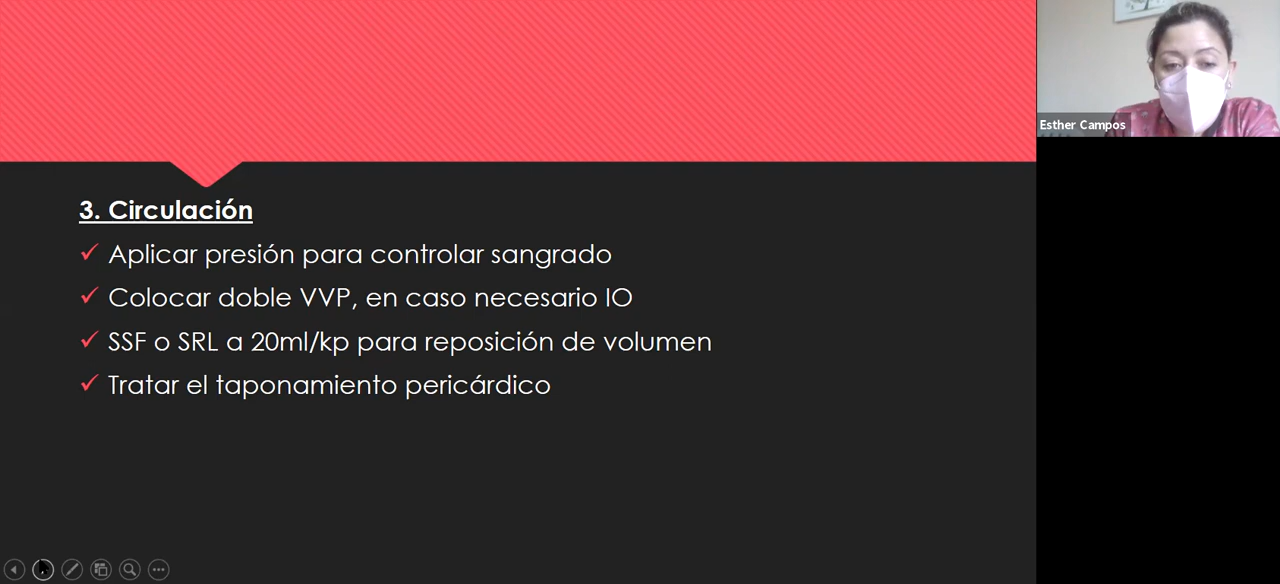 3. Circulación
Aplicar presión para controlar sangrado
Colocar doble VVP, en caso necesario IO
SSF o SRL a 20ml/kp para reposición de volumen
Tratar el taponamiento pericárdico
Esther Campos